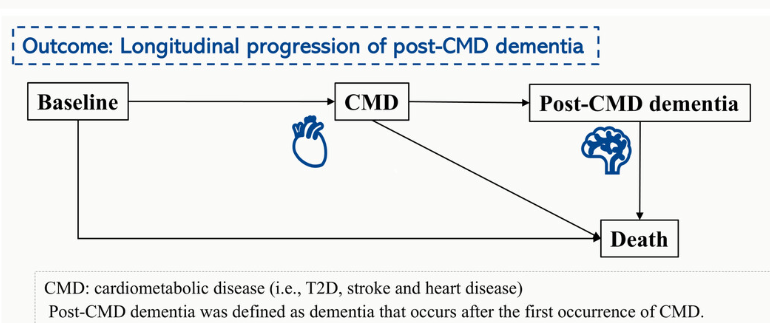 Outcome: Longitudinal progression of post-CMD dementia
Baseline
CMD
Post-CMD dementia
Death
CMD: cardiometabolic disease (i.e., T2D, stroke and heart disease)
Post-CMD dementia was defined as dementia that occurs after the first occurrence of CMD.